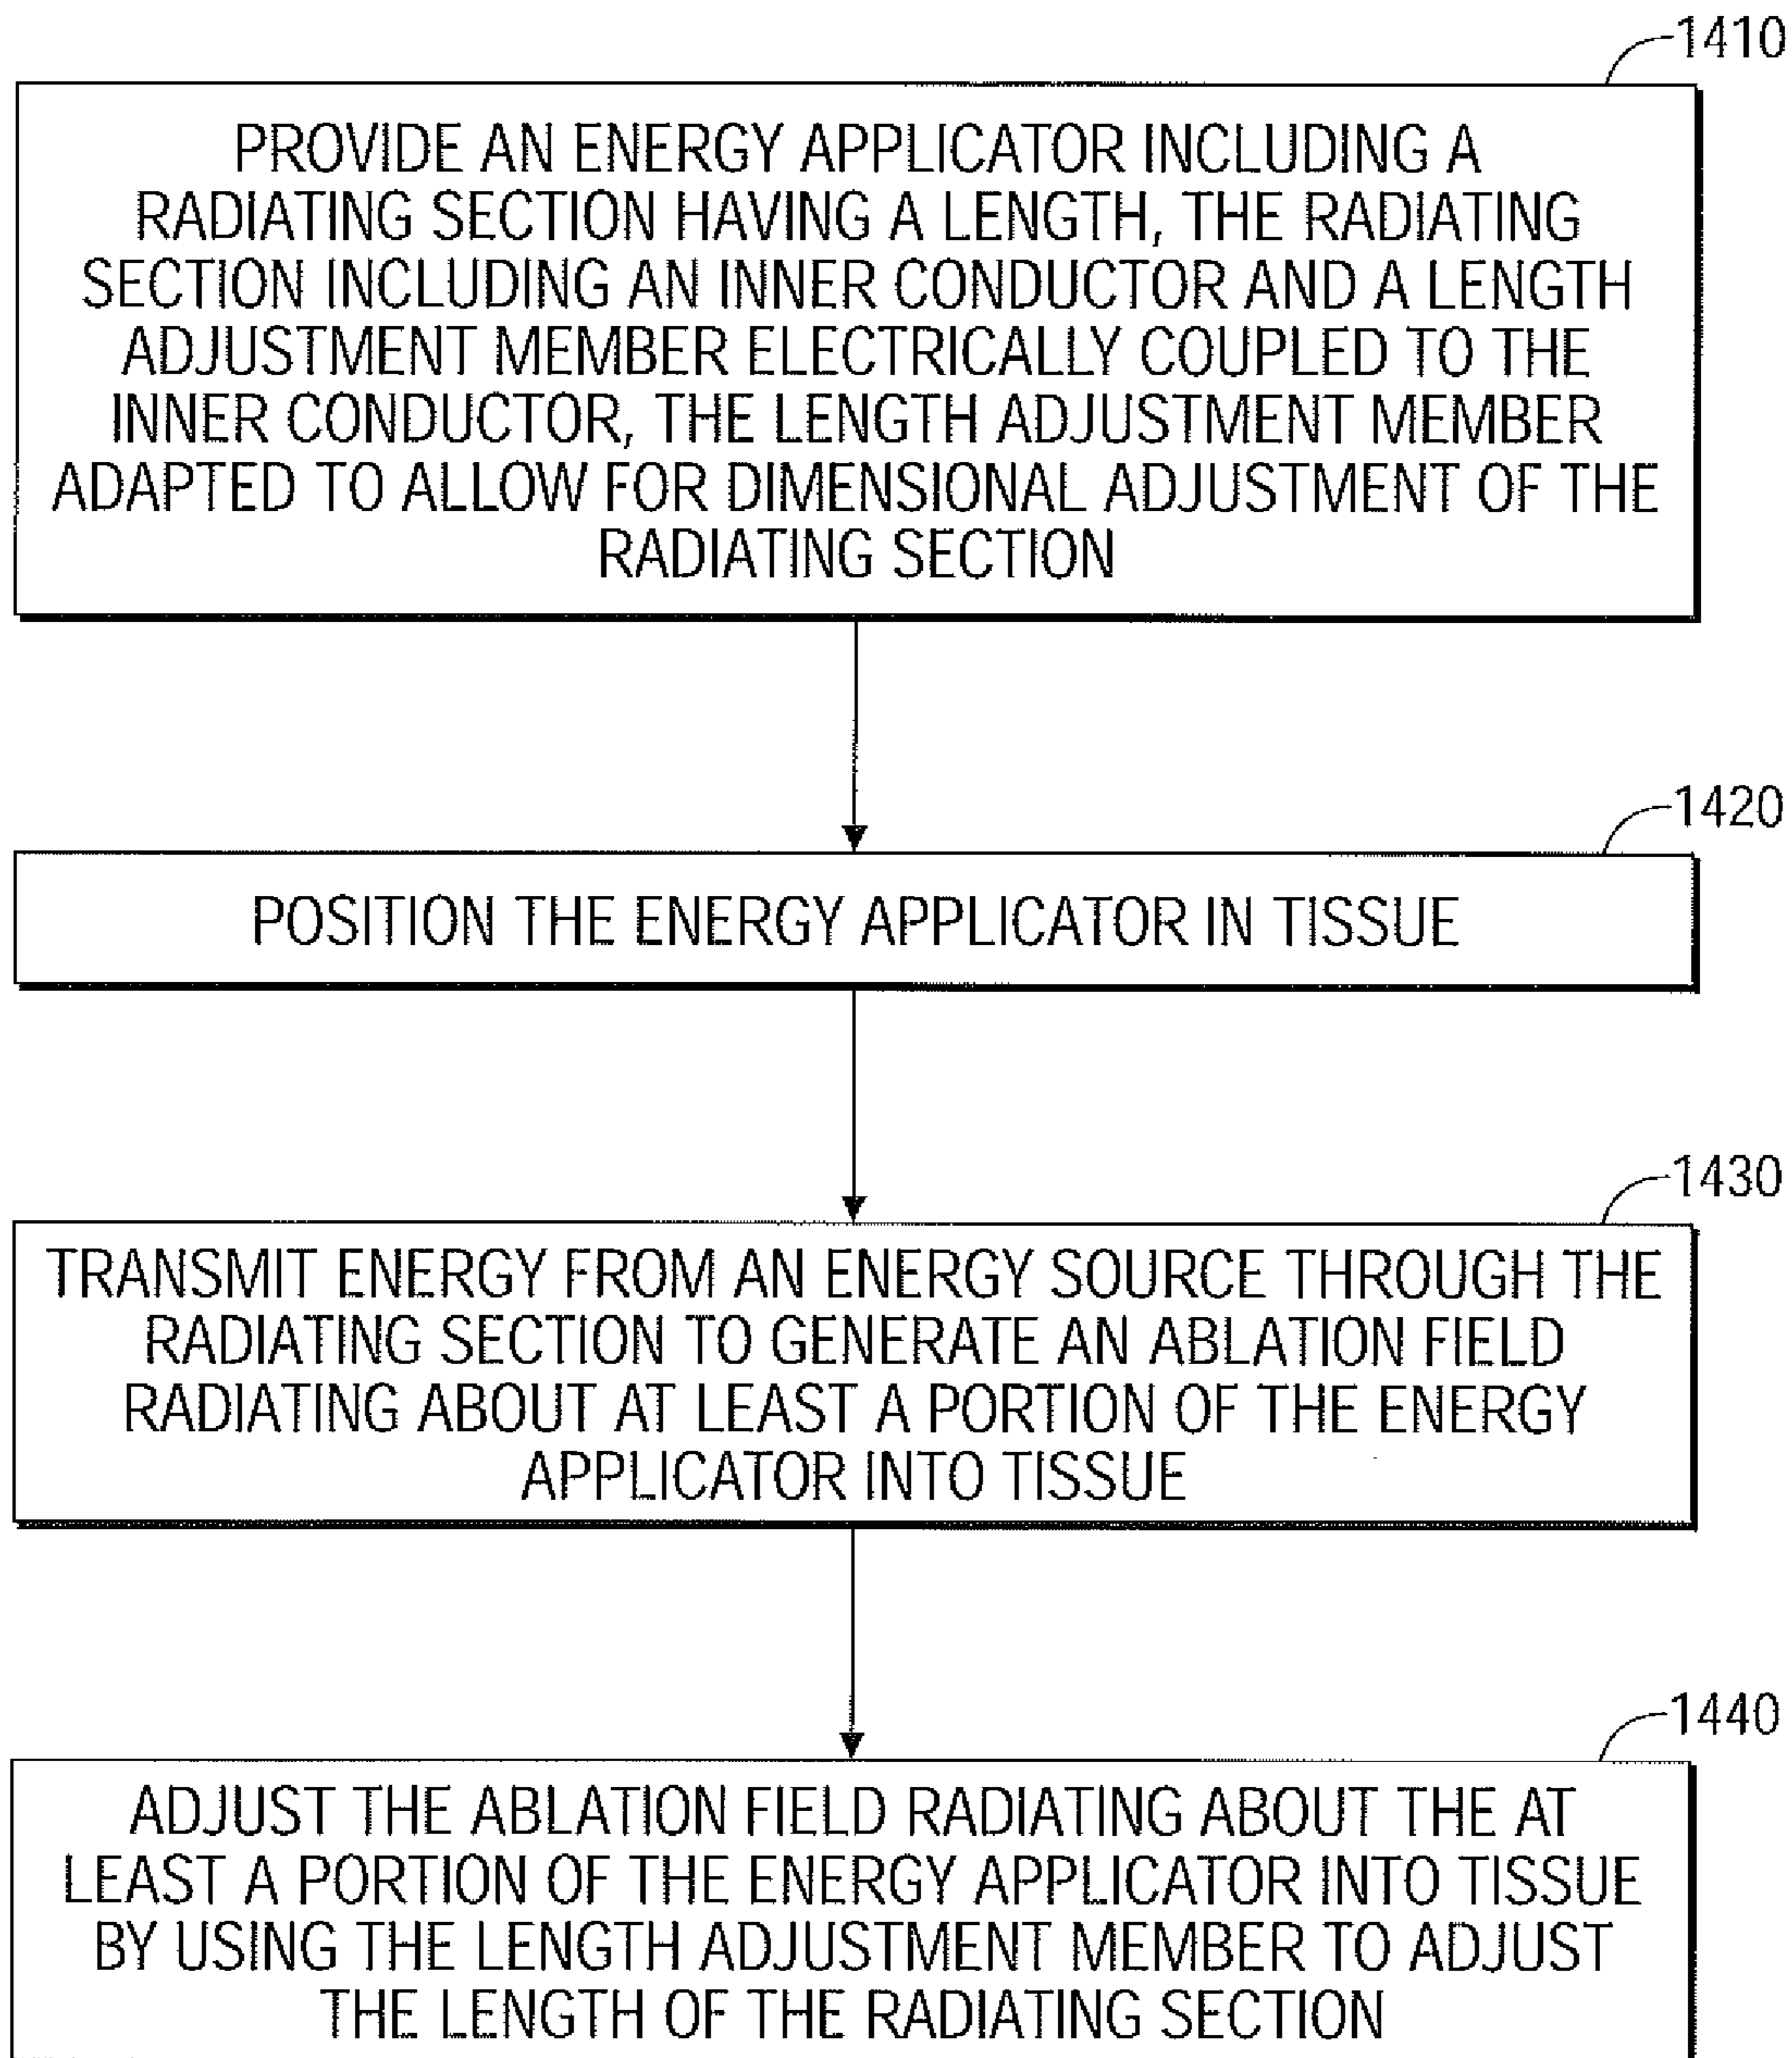 1410
PROVIDE AN ENERGY APPLICATOR INCLUDING A
RADIATING SECTION HAVING A LENGTH, THE RADIATING
SECTION INCLUDING AN INNER CONDUCTOR AND A LENGTH
ADJUSTMENT MEMBER ELECTRICALLY COUPLED TO THE
INNER CONDUCTOR, THE LENGTH ADJUSTMENT MEMBER
ADAPTED TO ALLOW FOR DIMENSIONAL ADJUSTMENT OF THE
RADIATING SECTION
1420
POSITION THE ENERGY APPLICATOR IN TISSUE
1430
TRANSMIT ENERGY FROM AN ENERGY SOURCE THROUGH THE
RADIATING SECTION TO GENERATE AN ABLATION FIELD
RADIATING ABOUT AT LEAST A PORTION OF THE ENERGY
APPLICATOR INTO TISSUE
1440
ADJUST THE ABLATION FIELD RADIATING ABOUT THE AT
LEAST A PORTION OF THE ENERGY APPLICATOR INTO TISSUE
BY USING THE LENGTH ADJUSTMENT MEMBER TO ADJUST
THE LENGTH OF THE RADIATING SECTION